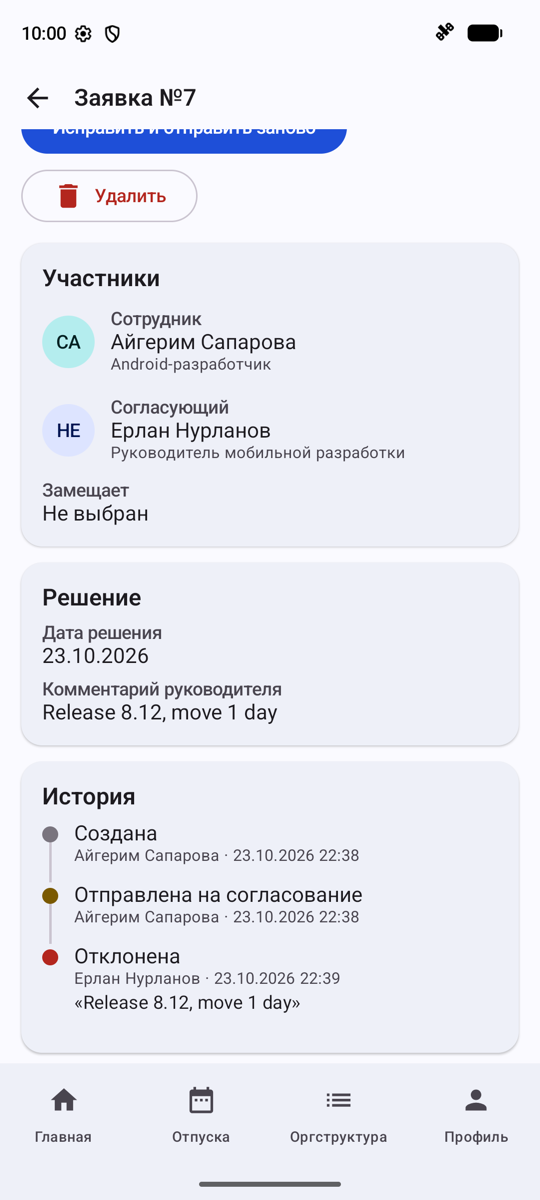 10:00
Заявка №7
Исправить и отправить заново
Удалить
Участники
СА
Сотрудник
Айгерим Сапарова
Android-разработчик
НЕ
Согласующий
Ерлан Нурланов
Руководитель мобильной разработки
Замещает
Не выбран
Решение
Дата решения
23.10.2026
Комментарий руководителя
Release 8.12, move 1 day
История
Создана
Айгерим Сапарова · 23.10.2026 22:38
Отправлена на согласование
Айгерим Сапарова · 23.10.2026 22:38
Отклонена
Ерлан Нурланов · 23.10.2026 22:39
«Release 8.12, move 1 day»
Главная
Отпуска
Оргструктура
Профиль